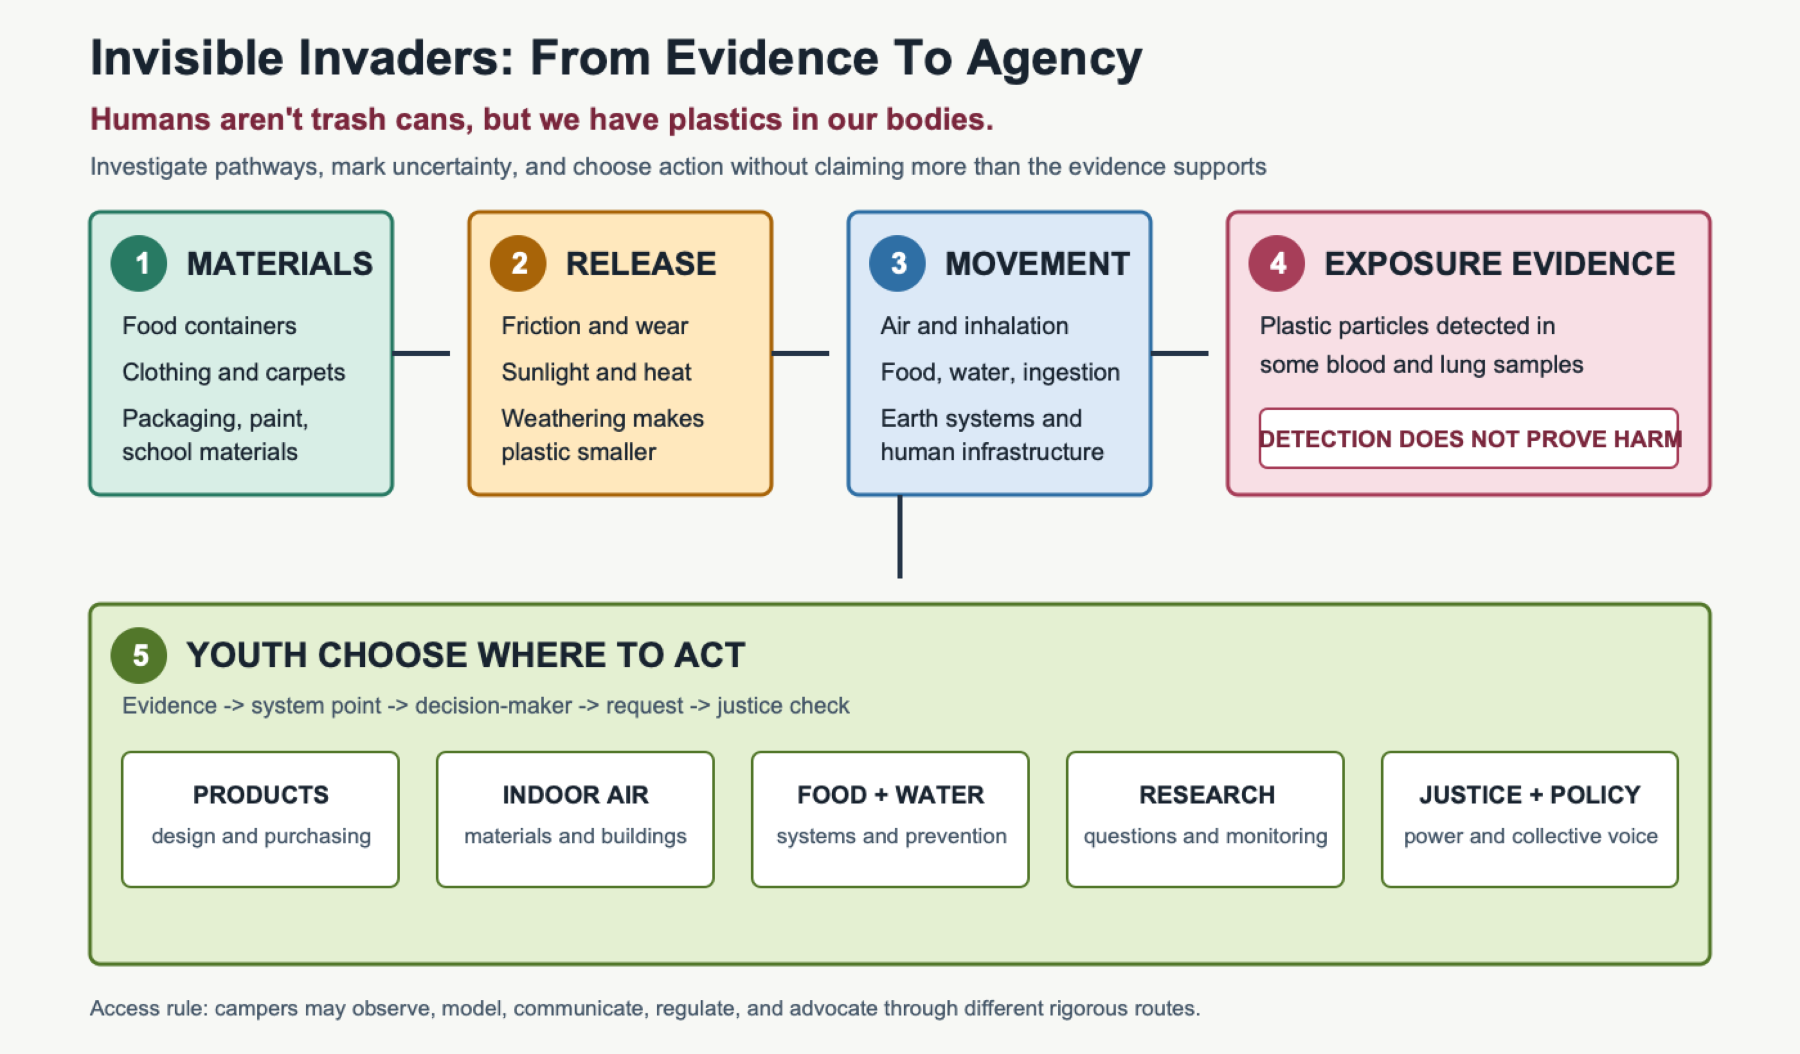 Invisible Invaders: From Evidence To Agency
Humans aren't trash cans, but we have plastics in our bodies.
Investigate pathways, mark uncertainty, and choose action without claiming more than the evidence supports
1 MATERIALS
Food containers
Clothing and carpets
Packaging, paint,
school materials
2 RELEASE
Friction and wear
Sunlight and heat
Weathering makes
plastic smaller
3 MOVEMENT
Air and inhalation
Food, water, ingestion
Earth systems and
human infrastructure
4 EXPOSURE EVIDENCE
Plastic particles detected in
some blood and lung samples
DETECTION DOES NOT PROVE HARM
5 YOUTH CHOOSE WHERE TO ACT
Evidence -> system point -> decision-maker -> request -> justice check
PRODUCTS
design and purchasing
INDOOR AIR
materials and buildings
FOOD + WATER
systems and prevention
RESEARCH
questions and monitoring
JUSTICE + POLICY
power and collective voice
Access rule: campers may observe, model, communicate, regulate, and advocate through different rigorous routes.